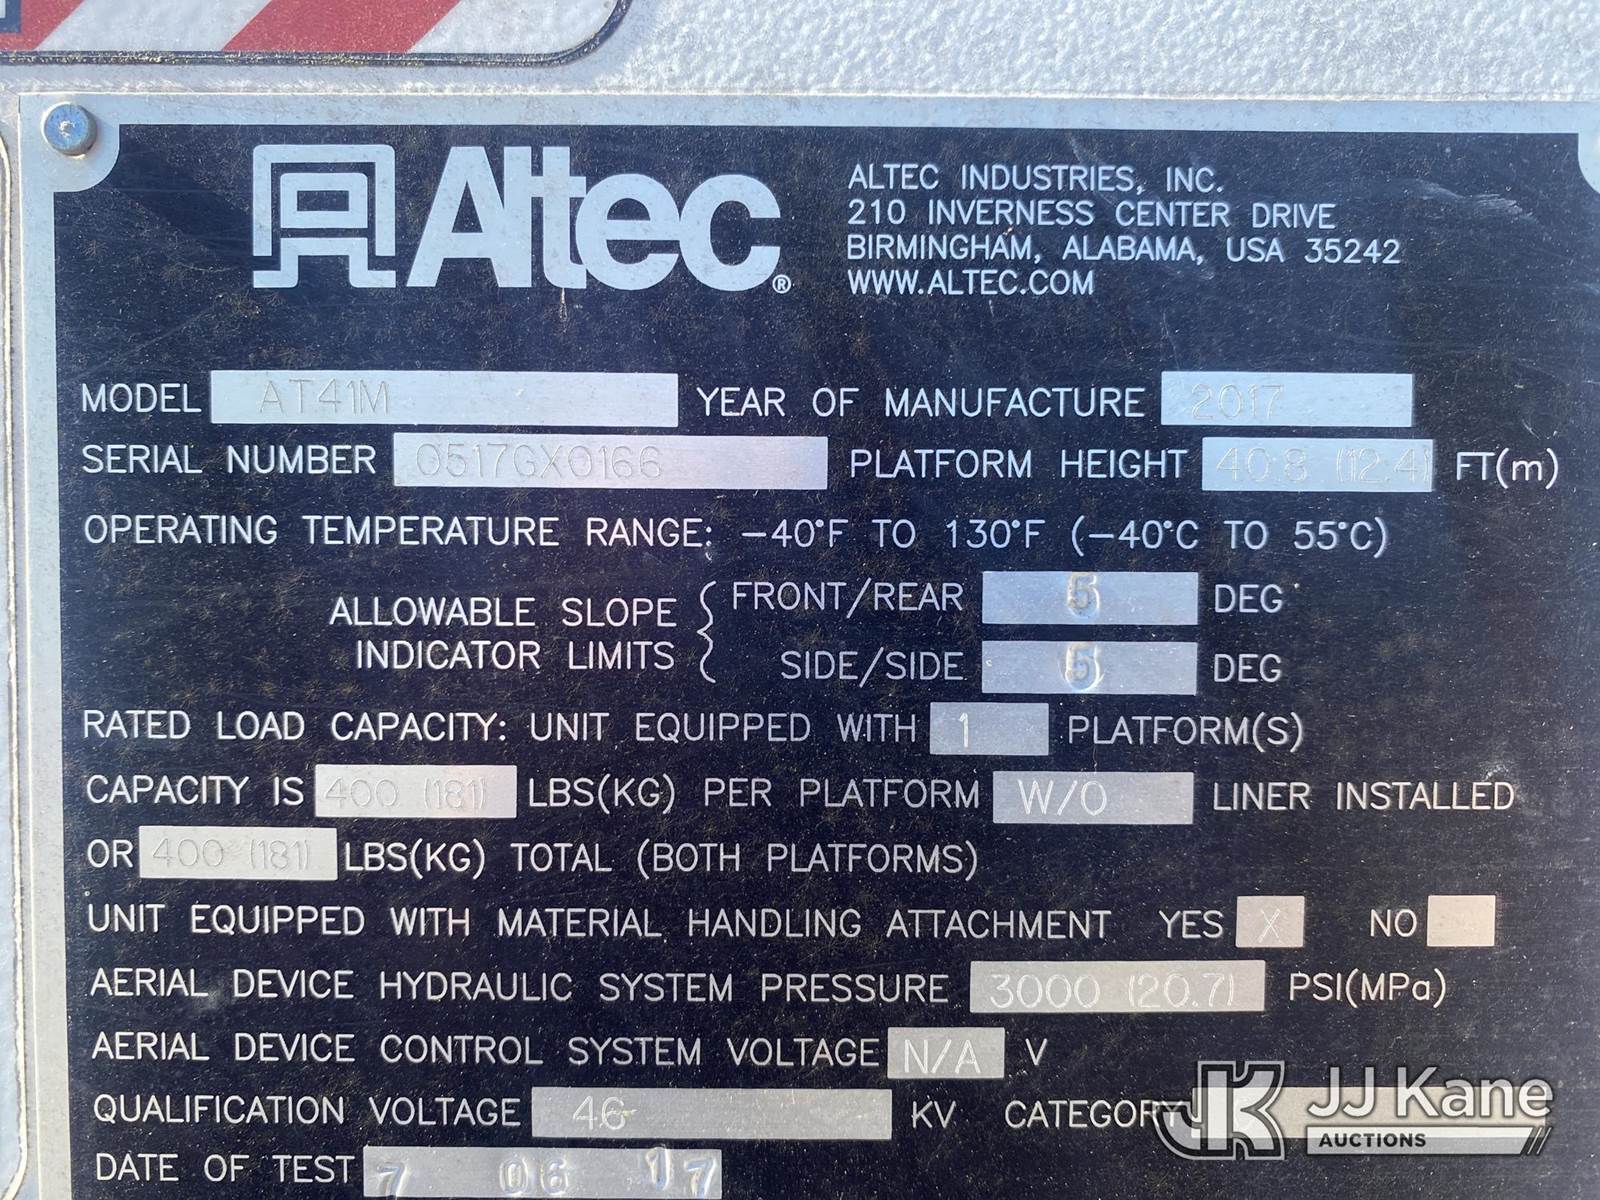 Altec®
ALTEC INDUSTRIES, INC.
210 INVERNESS CENTER DRIVE
BIRMINGHAM, ALABAMA, USA 35242
WWW.ALTEC.COM
MODEL AT41M YEAR OF MANUFACTURE 2017
SERIAL NUMBER 0517GX0166 PLATFORM HEIGHT 40.8 (12.4) FT(m)
OPERATING TEMPERATURE RANGE: -40°F TO 130°F (-40°C TO 55°C)
ALLOWABLE SLOPE INDICATOR LIMITS { FRONT/REAR 5 DEG
SIDE/SIDE 5 DEG
RATED LOAD CAPACITY: UNIT EQUIPPED WITH 1 PLATFORM(S)
CAPACITY IS 400 (181) LBS(KG) PER PLATFORM W/O LINER INSTALLED
OR 400 (181) LBS(KG) TOTAL (BOTH PLATFORMS)
UNIT EQUIPPED WITH MATERIAL HANDLING ATTACHMENT YES X NO
AERIAL DEVICE HYDRAULIC SYSTEM PRESSURE 3000 (20.7) PSI(MPa)
AERIAL DEVICE CONTROL SYSTEM VOLTAGE N/A V
QUALIFICATION VOLTAGE 46 KV CATEGORY
DATE OF TEST 7 06 17
JK JJ Kane
AUCTIONS